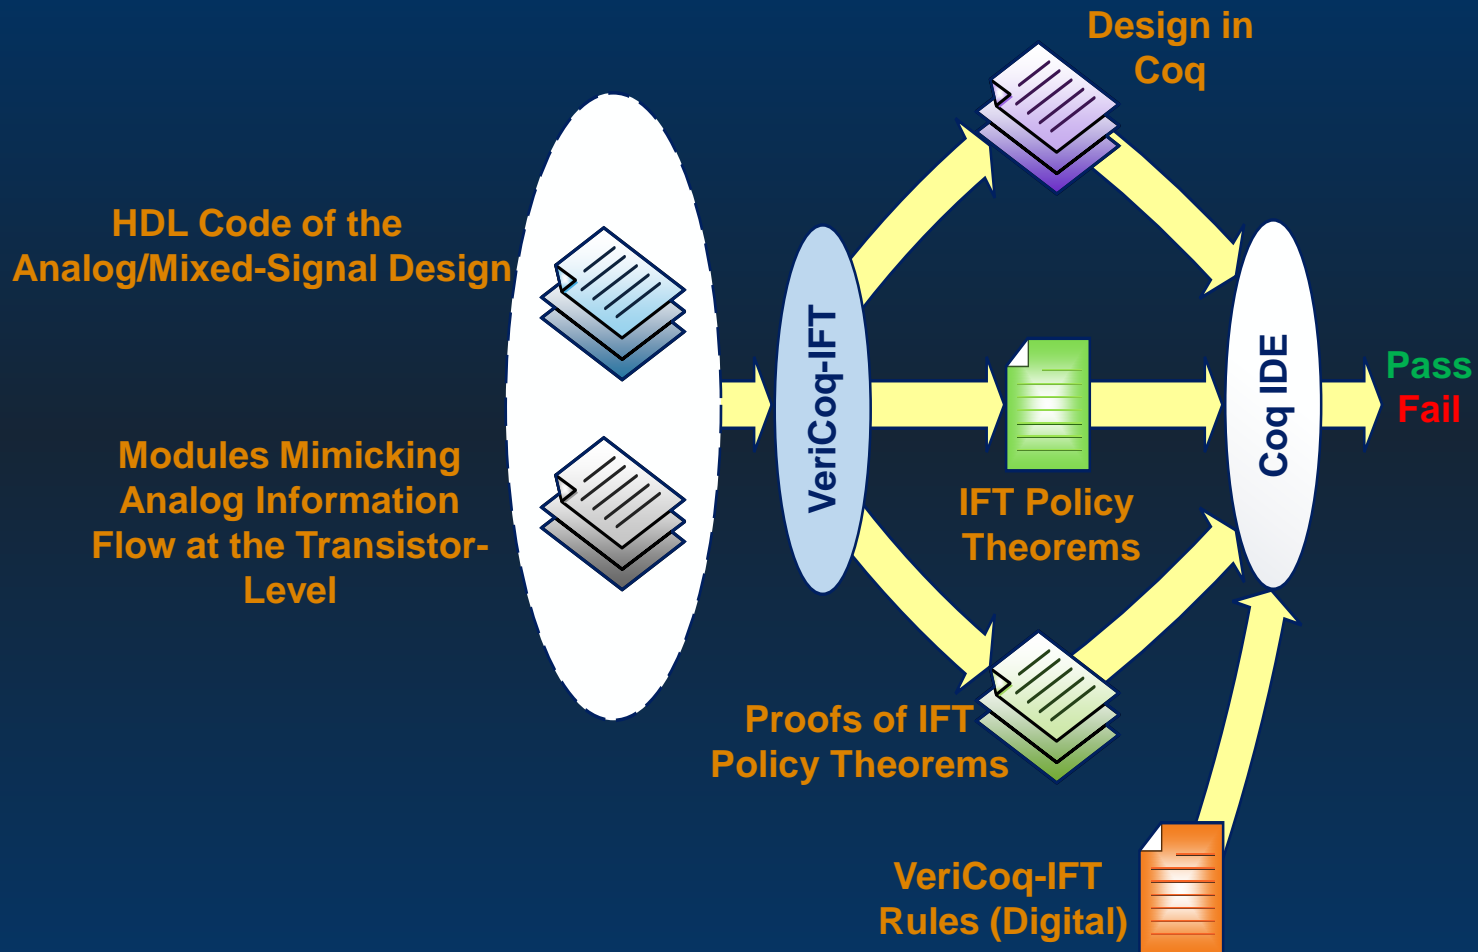 Design in
Coq
HDL Code of the
Analog/Mixed-Signal Design
Modules Mimicking
Analog Information
Flow at the Transistor-
Level
VeriCoq-IFT
IFT Policy
Theorems
Proofs of IFT
Policy Theorems
VeriCoq-IFT
Rules (Digital)
Coq IDE
Pass
Fail